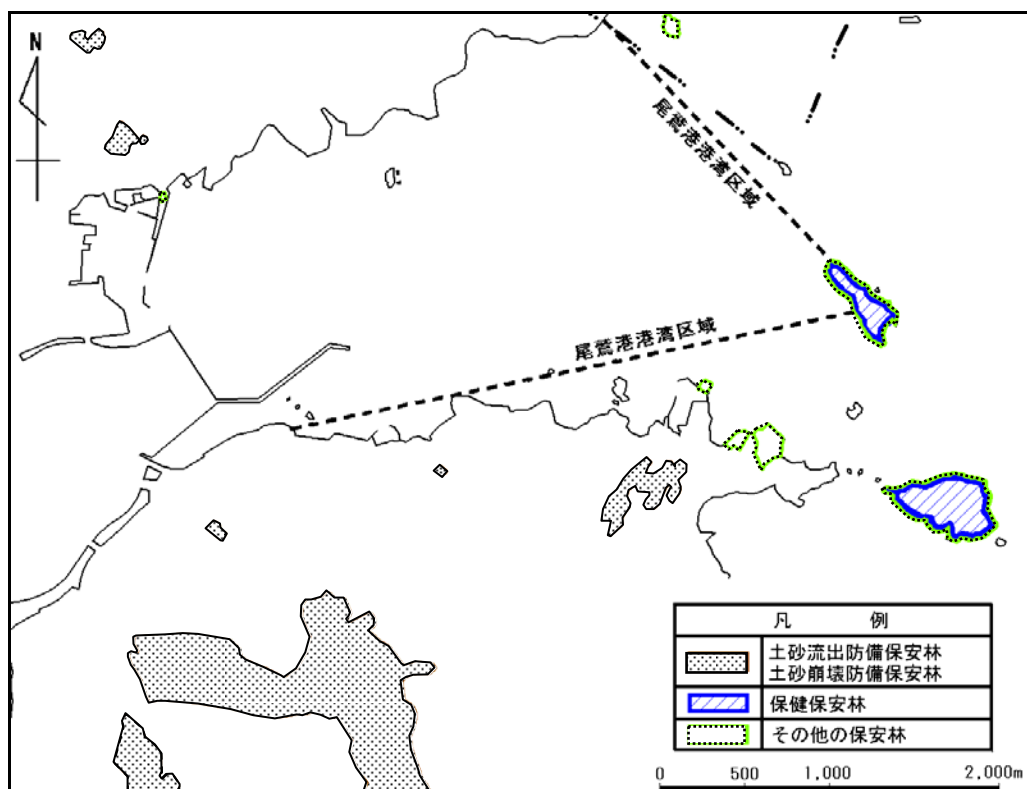 N
尾鷲港港湾区域
尾鷲港港湾区域
凡 例
土砂流出防備保安林
土砂崩壊防備保安林
保健保安林
その他の保安林
0 500 1.000 2.000m